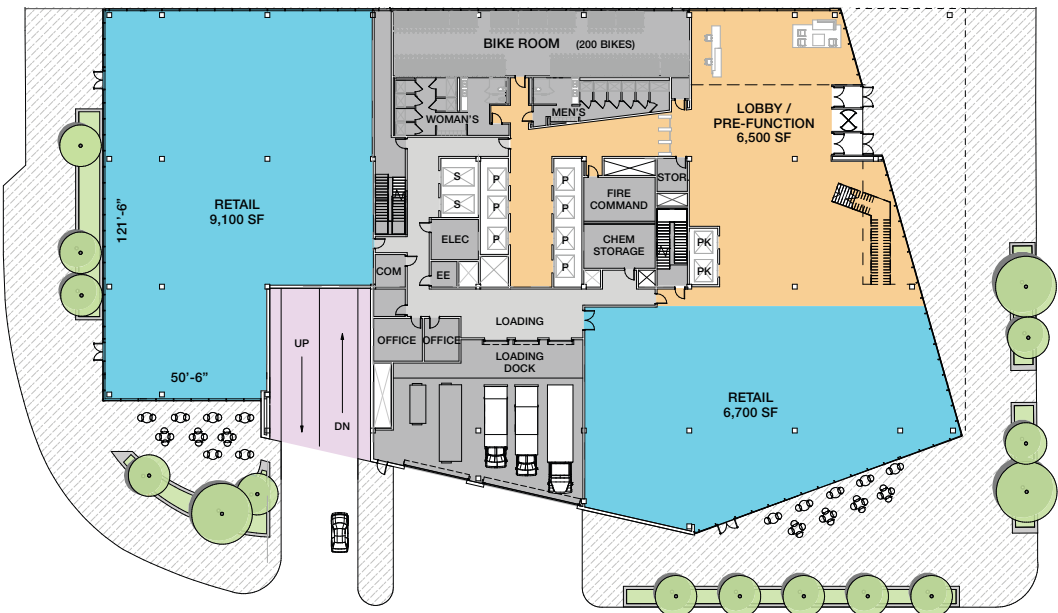 BIKE ROOM (200 BIKES)
WOMAN'S
MEN'S
LOBBY /
PRE-FUNCTION
6,500 SF
RETAIL
9,100 SF
121'-6"
50'-6"
S
S
P
P
P
P
P
P
P
P
STOR.
FIRE
COMMAND
CHEM
STORAGE
PK
PK
ELEC
EE
COM
OFFICE
OFFICE
LOADING
LOADING
DOCK
UP
DN
RETAIL
6,700 SF